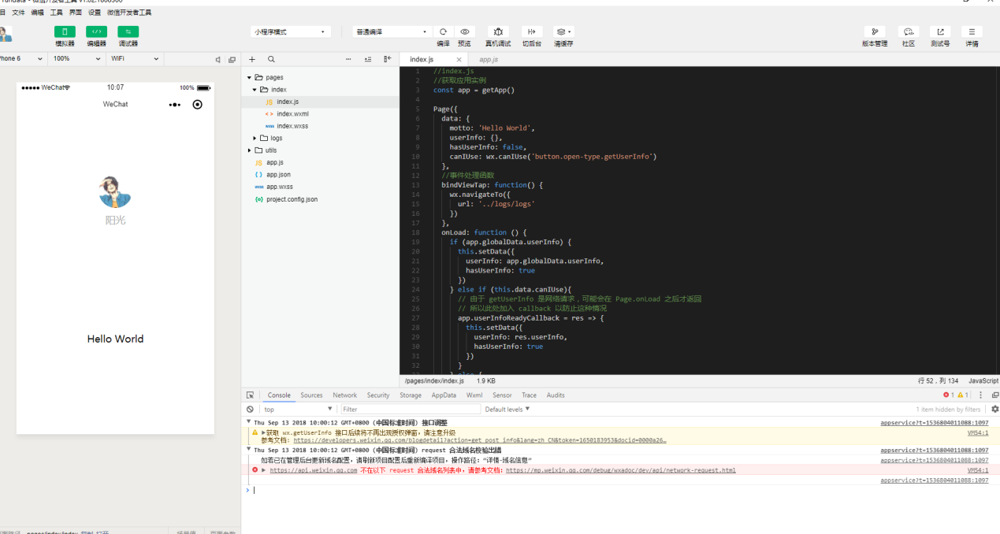 rundata - 微信开发者工具 v1.02.1808300
目 文件 编辑 工具 界面 设置 微信开发者工具
模拟器 编辑器 调试器
小程序模式 普通编译
编译 预览 真机调试 切后台 清缓存
版本管理 社区 测试号 详情
hone 6 100% WiFi
index.js app.js
WeChat 10:07 100%
WeChat
阳光
Hello World
pages
index
index.js
index.wxml
index.wxss
logs
utils
app.js
app.json
app.wxss
project.config.json
1 //index.js
2 //获取应用实例
3 const app = getApp()
4
5 Page({
6 data: {
7 motto: 'Hello World',
8 userInfo: {},
9 hasUserInfo: false,
10 canIUse: wx.canIUse('button.open-type.getUserInfo')
11 },
12 //事件处理函数
13 bindViewTap: function() {
14 wx.navigateTo({
15 url: '../logs/logs'
16 })
17 },
18 onLoad: function () {
19 if (app.globalData.userInfo) {
20 this.setData({
21 userInfo: app.globalData.userInfo,
22 hasUserInfo: true
23 })
24 } else if (this.data.canIUse){
25 // 由于 getUserInfo 是网络请求，可能会在 Page.onLoad 之后才返回
26 // 所以此处加入 callback 以防止这种情况
27 app.userInfoReadyCallback = res => {
28 this.setData({
29 userInfo: res.userInfo,
30 hasUserInfo: true
31 })
32 }
} else {
/pages/index/index.js 1.9 KB 行 52，列 134 JavaScript
Console Sources Network Security Storage AppData Wxml Sensor Trace Audits 1 1
top Filter Default levels 1 item hidden by filters
Thu Sep 13 2018 10:00:12 GMT+0800 (中国标准时间) 接口调整 appservice?t=1536804011088:1097
获取 wx.getUserInfo 接口后续将不再出现授权弹窗，请注意升级 VM54:1
参考文档: https://developers.weixin.qq.com/blogdetail?action=get_post_info&lang=zh_CN&token=1650183953&docid=0000a26…
Thu Sep 13 2018 10:00:12 GMT+0800 (中国标准时间) request 合法域名校验出错 appservice?t=1536804011088:1097
如若已在管理后台更新域名配置，请刷新项目配置后重新编译项目，操作路径：“详情-域名信息” appservice?t=1536804011088:1097
https://api.weixin.qq.com 不在以下 request 合法域名列表中，请参考文档：https://mp.weixin.qq.com/debug/wxadoc/dev/api/network-request.html VM54:1
appservice?t=1536804011088:1097
pages/index/index 复制 打开 场景值 页面参数